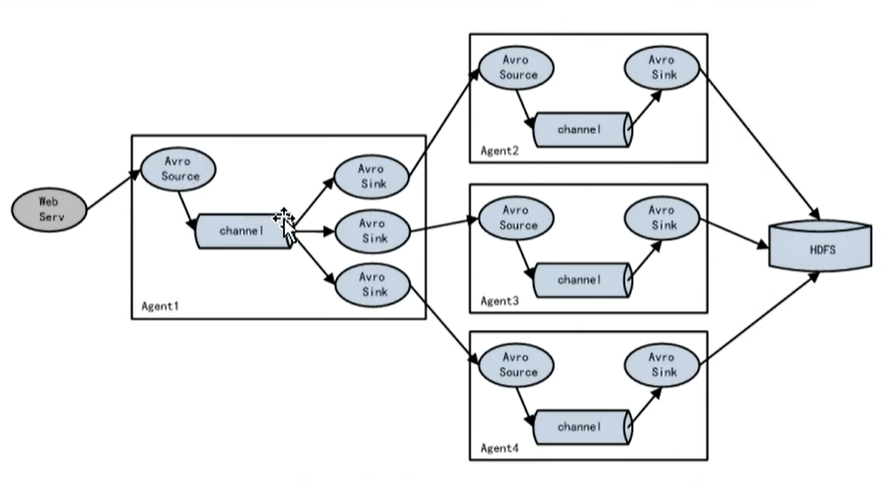 Web
Serv
Avro
Source
channel
Avro
Sink
Avro
Sink
Avro
Sink
Agent1
Avro
Source
channel
Avro
Sink
Agent2
Avro
Source
channel
Avro
Sink
Agent3
Avro
Source
channel
Avro
Sink
Agent4
HDFS